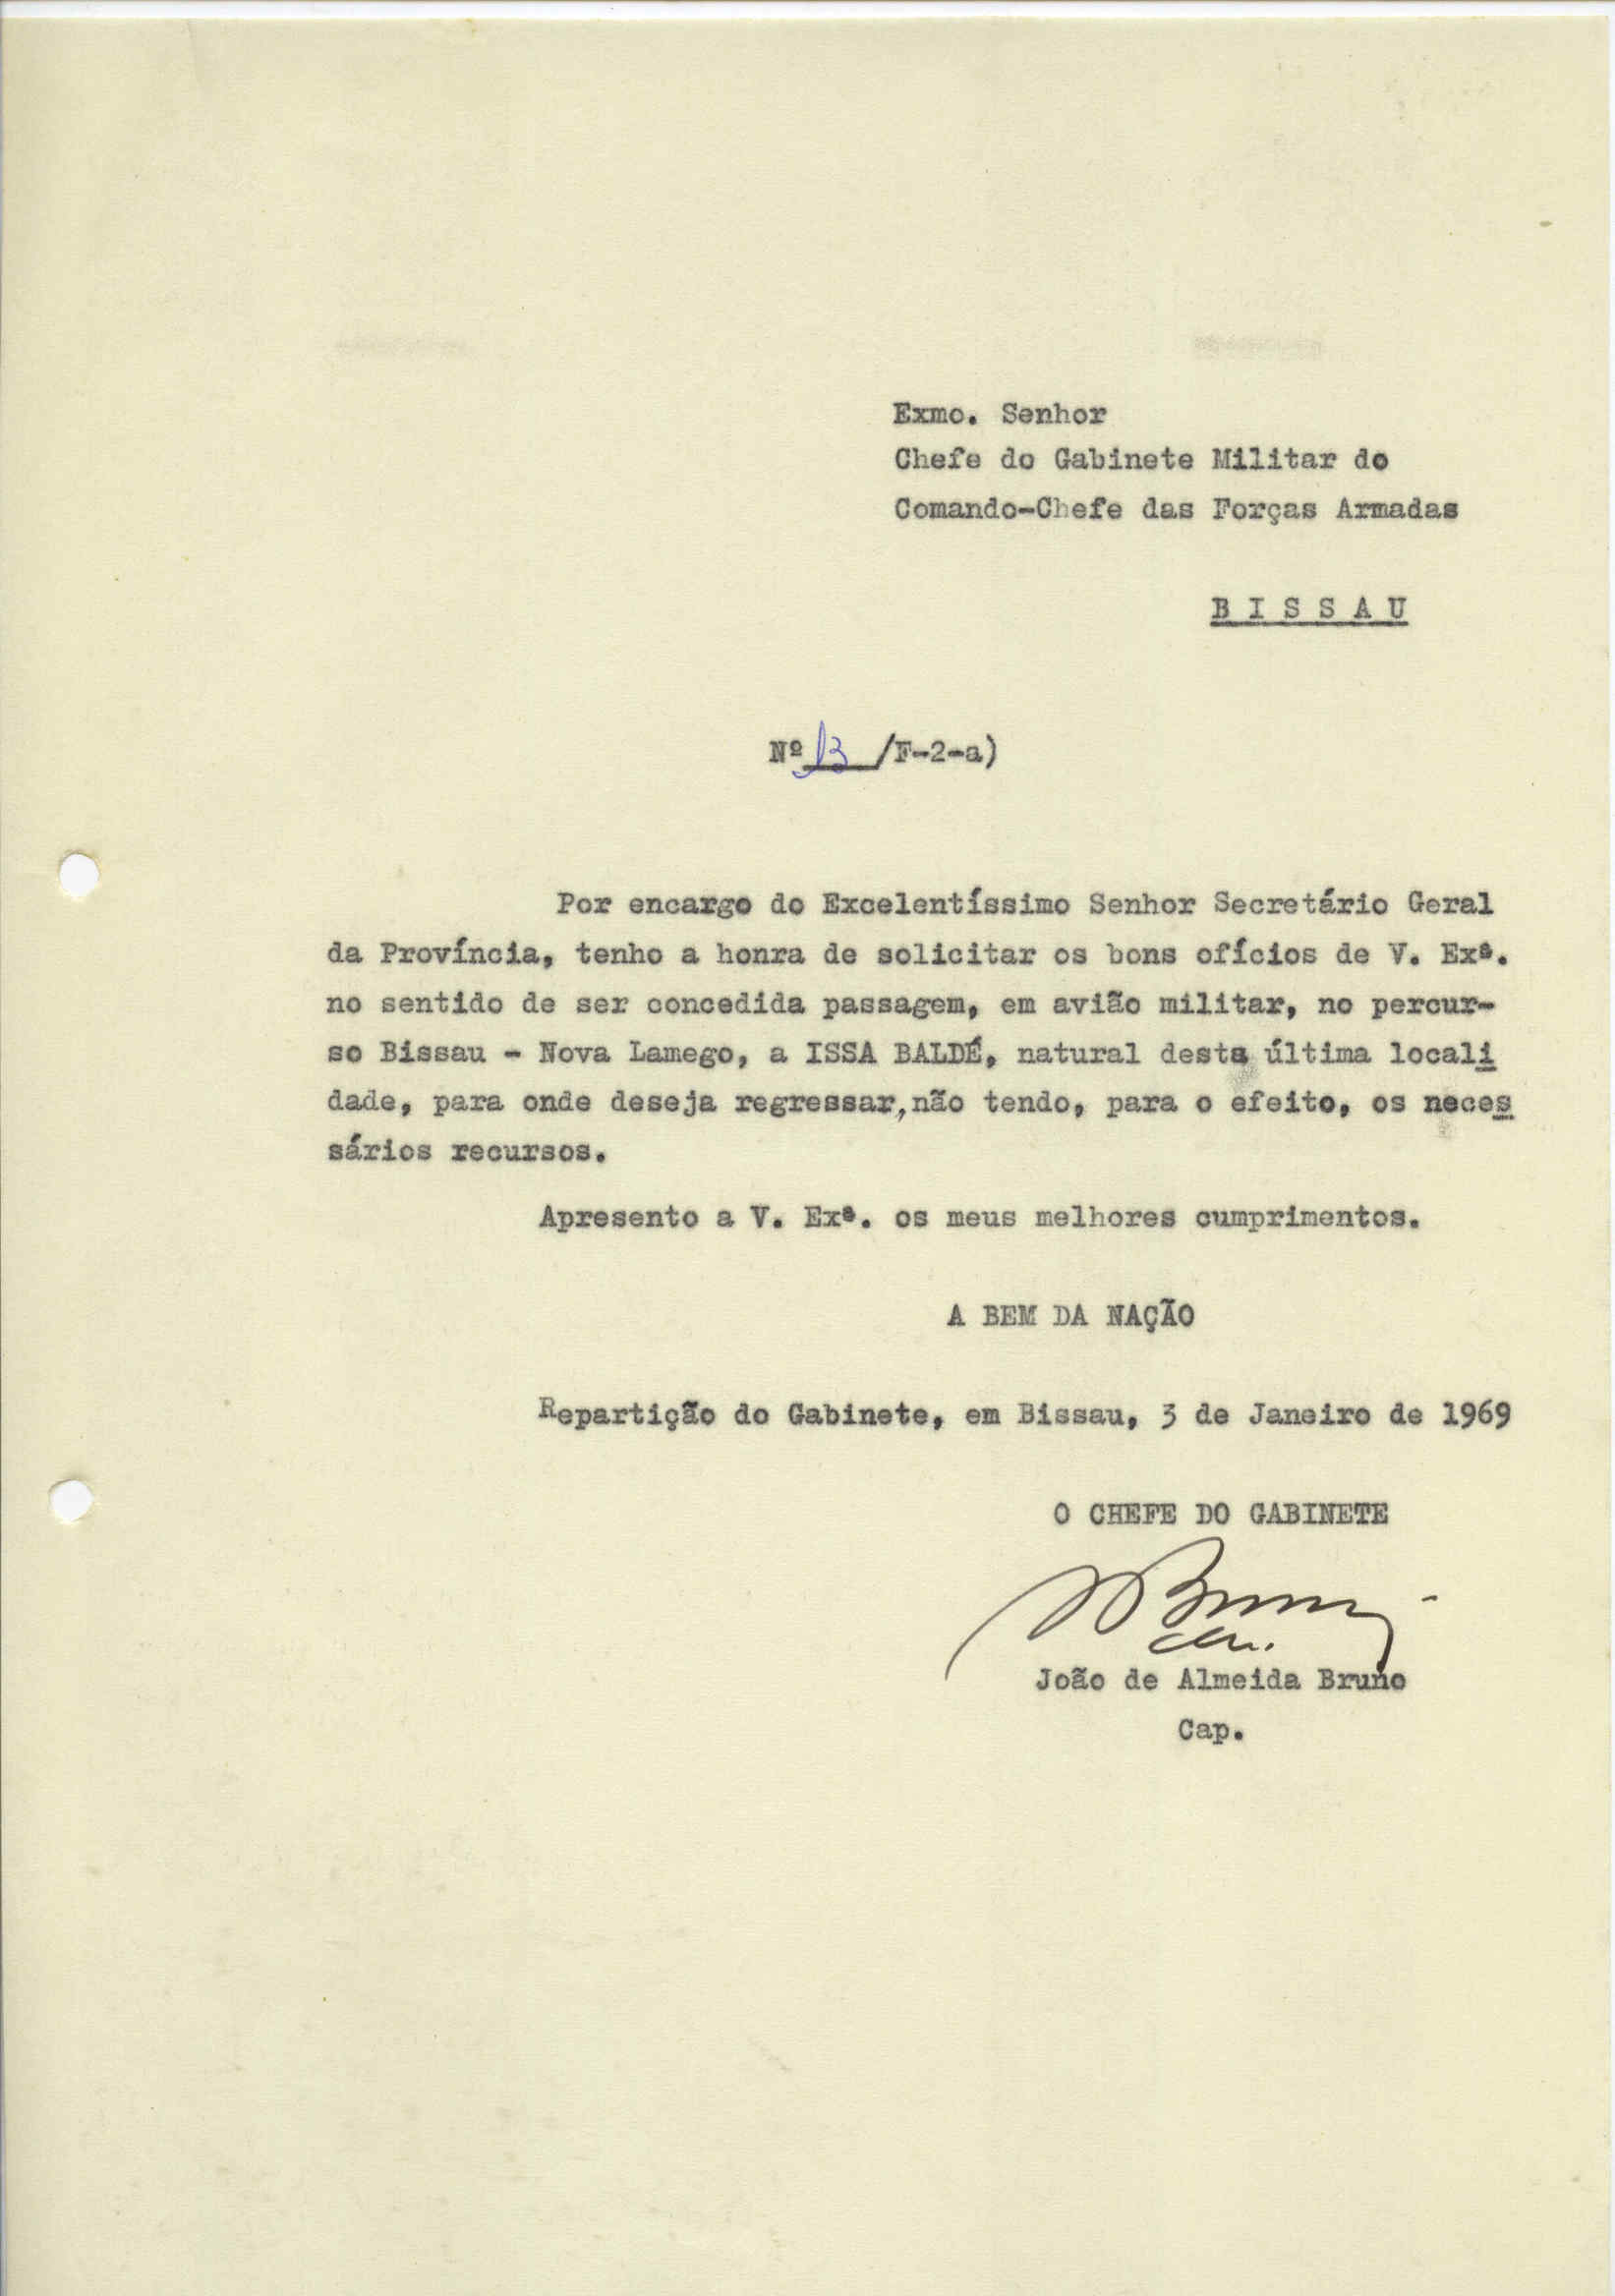 Exmo. Senhor
Chefe do Gabinete Militar do
Comando-Chefe das Forças Armadas
B I S S A U
Nº 13 /F-2-a)
Por encargo do Excelentíssimo Senhor Secretário Geral
da Província, tenho a honra de solicitar os bons ofícios de V. Exª.
no sentido de ser concedida passagem, em avião militar, no percur-
so Bissau - Nova Lamego, a ISSA BALDÉ, natural desta última locali
dade, para onde deseja regressar, não tendo, para o efeito, os neces
sários recursos.
Apresento a V. Exª. os meus melhores cumprimentos.
A BEM DA NAÇÃO
Repartição do Gabinete, em Bissau, 3 de Janeiro de 1969
O CHEFE DO GABINETE
João de Almeida Bruno
Cap.